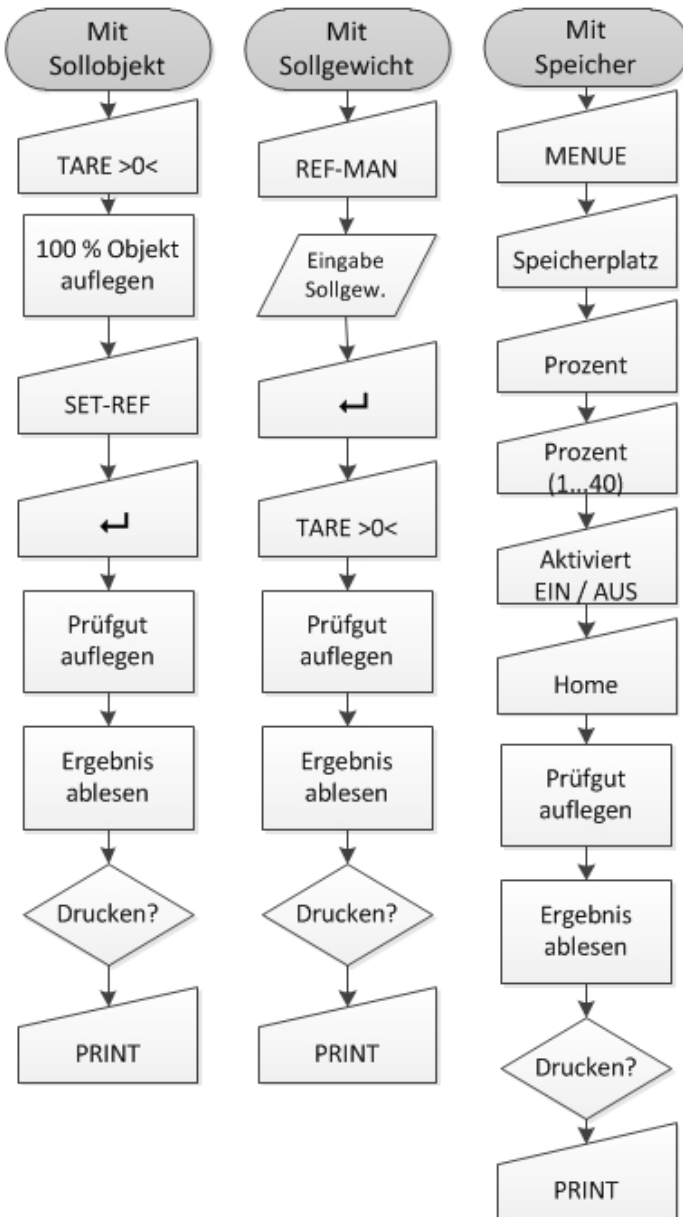 Mit
Sollobjekt
TARE >0<
100 % Objekt
auflegen
SET-REF
↵
Prüfgut
auflegen
Ergebnis
ablesen
Drucken?
PRINT
Mit
Sollgewicht
REF-MAN
Eingabe
Sollgew.
↵
TARE >0<
Prüfgut
auflegen
Ergebnis
ablesen
Drucken?
PRINT
Mit
Speicher
MENUE
Speicherplatz
Prozent
Prozent
(1...40)
Aktiviert
EIN / AUS
Home
Prüfgut
auflegen
Ergebnis
ablesen
Drucken?
PRINT